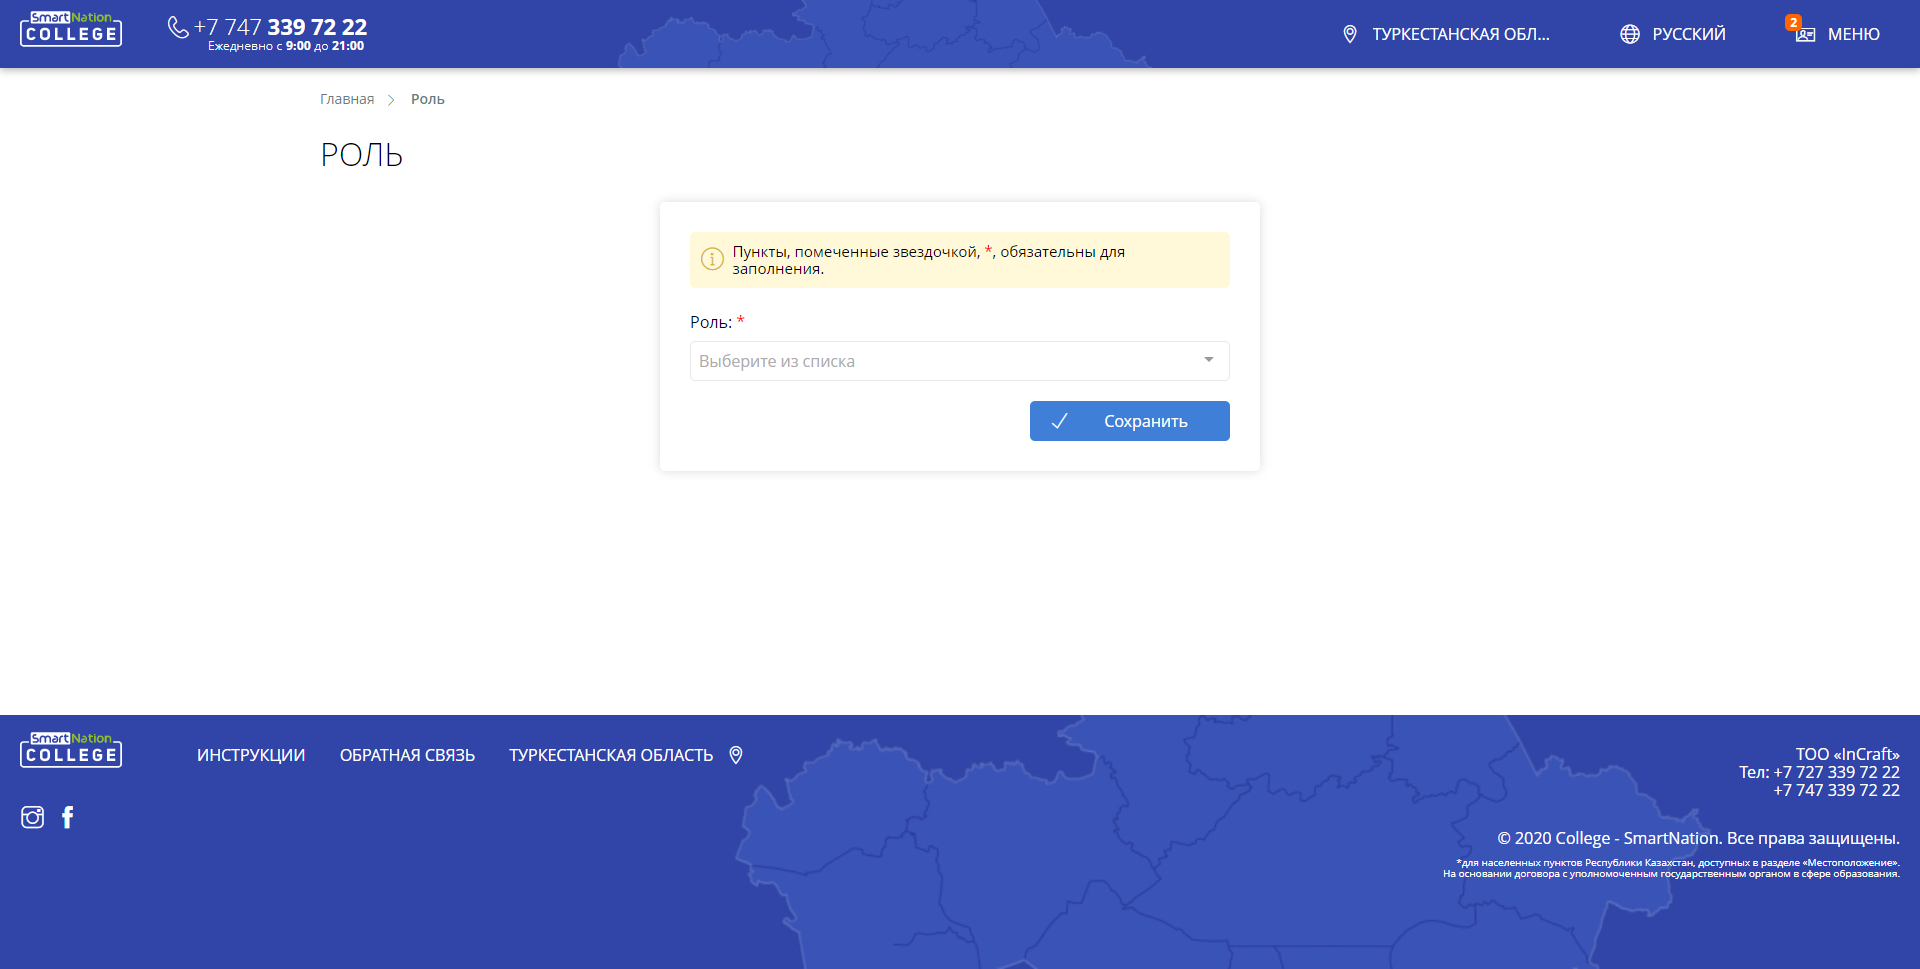 SmartNation
COLLEGE
+7 747 339 72 22
Ежедневно с 9:00 до 21:00
ТУРКЕСТАНСКАЯ ОБЛ...
РУССКИЙ
2
МЕНЮ
Главная
Роль
РОЛЬ
Пункты, помеченные звездочкой, *, обязательны для
заполнения.
Роль: *
Выберите из списка
Сохранить
SmartNation
COLLEGE
ИНСТРУКЦИИ
ОБРАТНАЯ СВЯЗЬ
ТУРКЕСТАНСКАЯ ОБЛАСТЬ
ТОО «InCraft»
Тел: +7 727 339 72 22
+7 747 339 72 22
© 2020 College - SmartNation. Все права защищены.
*для населенных пунктов Республики Казахстан, доступных в разделе «Местоположение».
На основании договора с уполномоченным государственным органом в сфере образования.